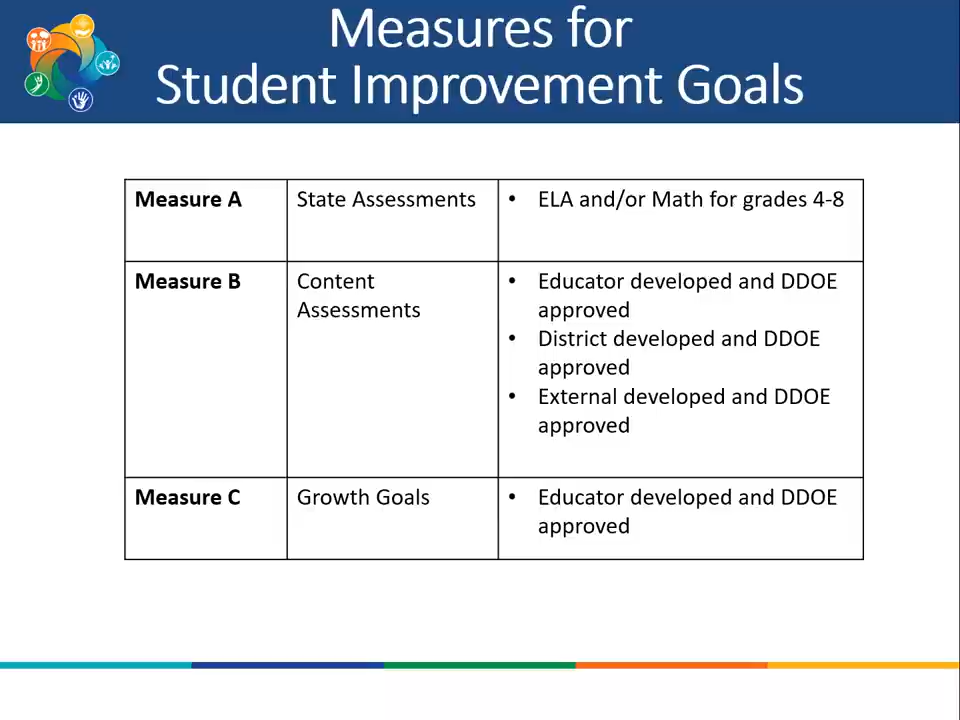 Measures for
Student Improvement Goals
Measure A
State Assessments
• ELA and/or Math for grades 4-8
Measure B
Content
Assessments
• Educator developed and DDOE
approved
• District developed and DDOE
approved
• External developed and DDOE
approved
Measure C
Growth Goals
• Educator developed and DDOE
approved